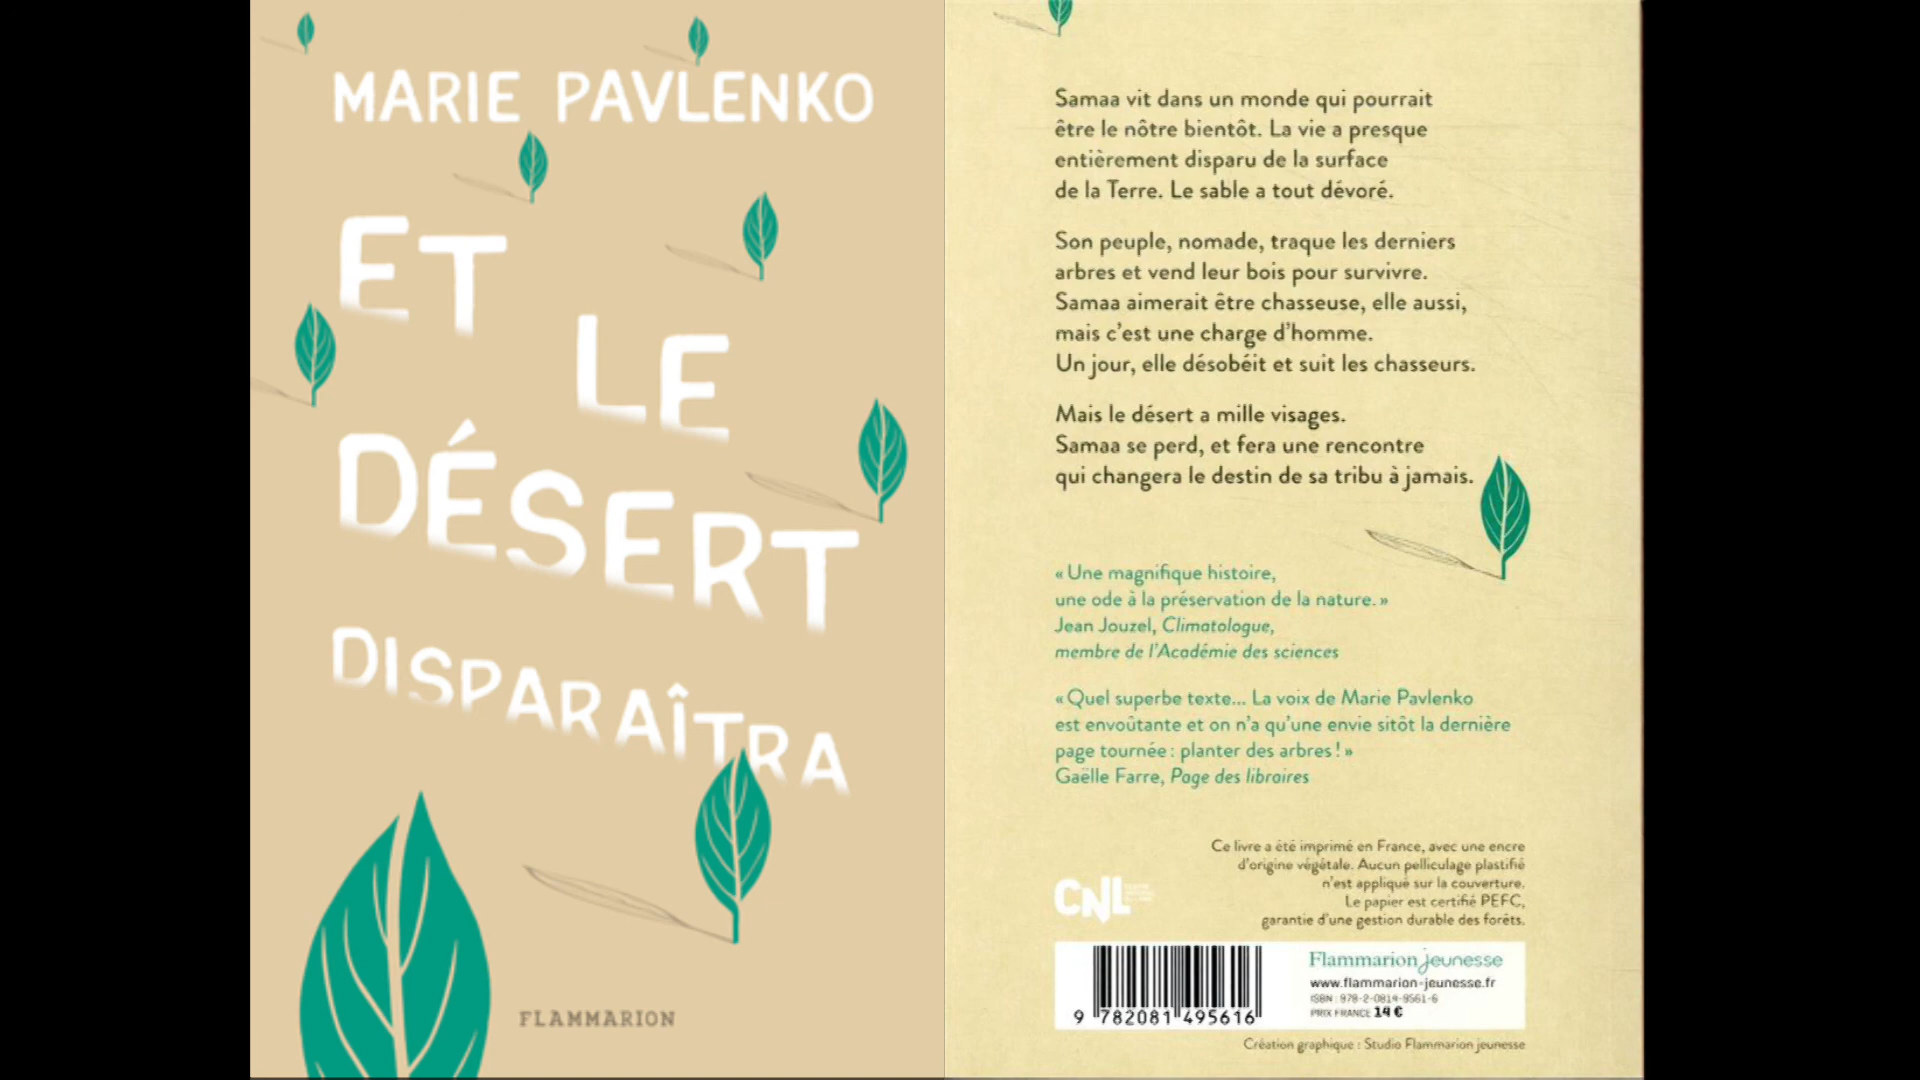 MARIE PAVLENKO
ET LE
DÉSERT
DISPARAÎTRA
FLAMMARION
Samaa vit dans un monde qui pourrait
être le nôtre bientôt. La vie a presque
entièrement disparu de la surface
de la Terre. Le sable a tout dévoré.
Son peuple, nomade, traque les derniers
arbres et vend leur bois pour survivre.
Samaa aimerait être chasseuse, elle aussi,
mais c'est une charge d'homme.
Un jour, elle désobéit et suit les chasseurs.
Mais le désert a mille visages.
Samaa se perd, et fera une rencontre
qui changera le destin de sa tribu à jamais.
« Une magnifique histoire,
une ode à la préservation de la nature. »
Jean Jouzel, Climatologue,
membre de l'Académie des sciences
« Quel superbe texte... La voix de Marie Pavlenko
est envoûtante et on n'a qu'une envie sitôt la dernière
page tournée : planter des arbres ! »
Gaëlle Farre, Page des libraires
Ce livre a été imprimé en France, avec une encre
d'origine végétale. Aucun pelliculage plastifié
n'est appliqué sur la couverture.
Le papier est certifié PEFC,
garantie d'une gestion durable des forêts.
CNL
Flammarion jeunesse
www.flammarion-jeunesse.fr
ISBN : 978-2-0814-9561-6
PRIX FRANCE 14 €
9 782081 495616
Création graphique : Studio Flammarion jeunesse